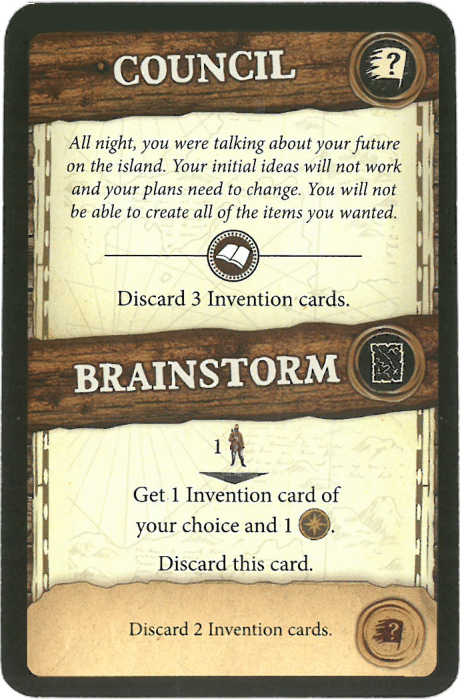 COUNCIL
?
All night, you were talking about your future
on the island. Your initial ideas will not work
and your plans need to change. You will not
be able to create all of the items you wanted.
Discard 3 Invention cards.
BRAINSTORM
1
Get 1 Invention card of
your choice and 1 .
Discard this card.
Discard 2 Invention cards.
?